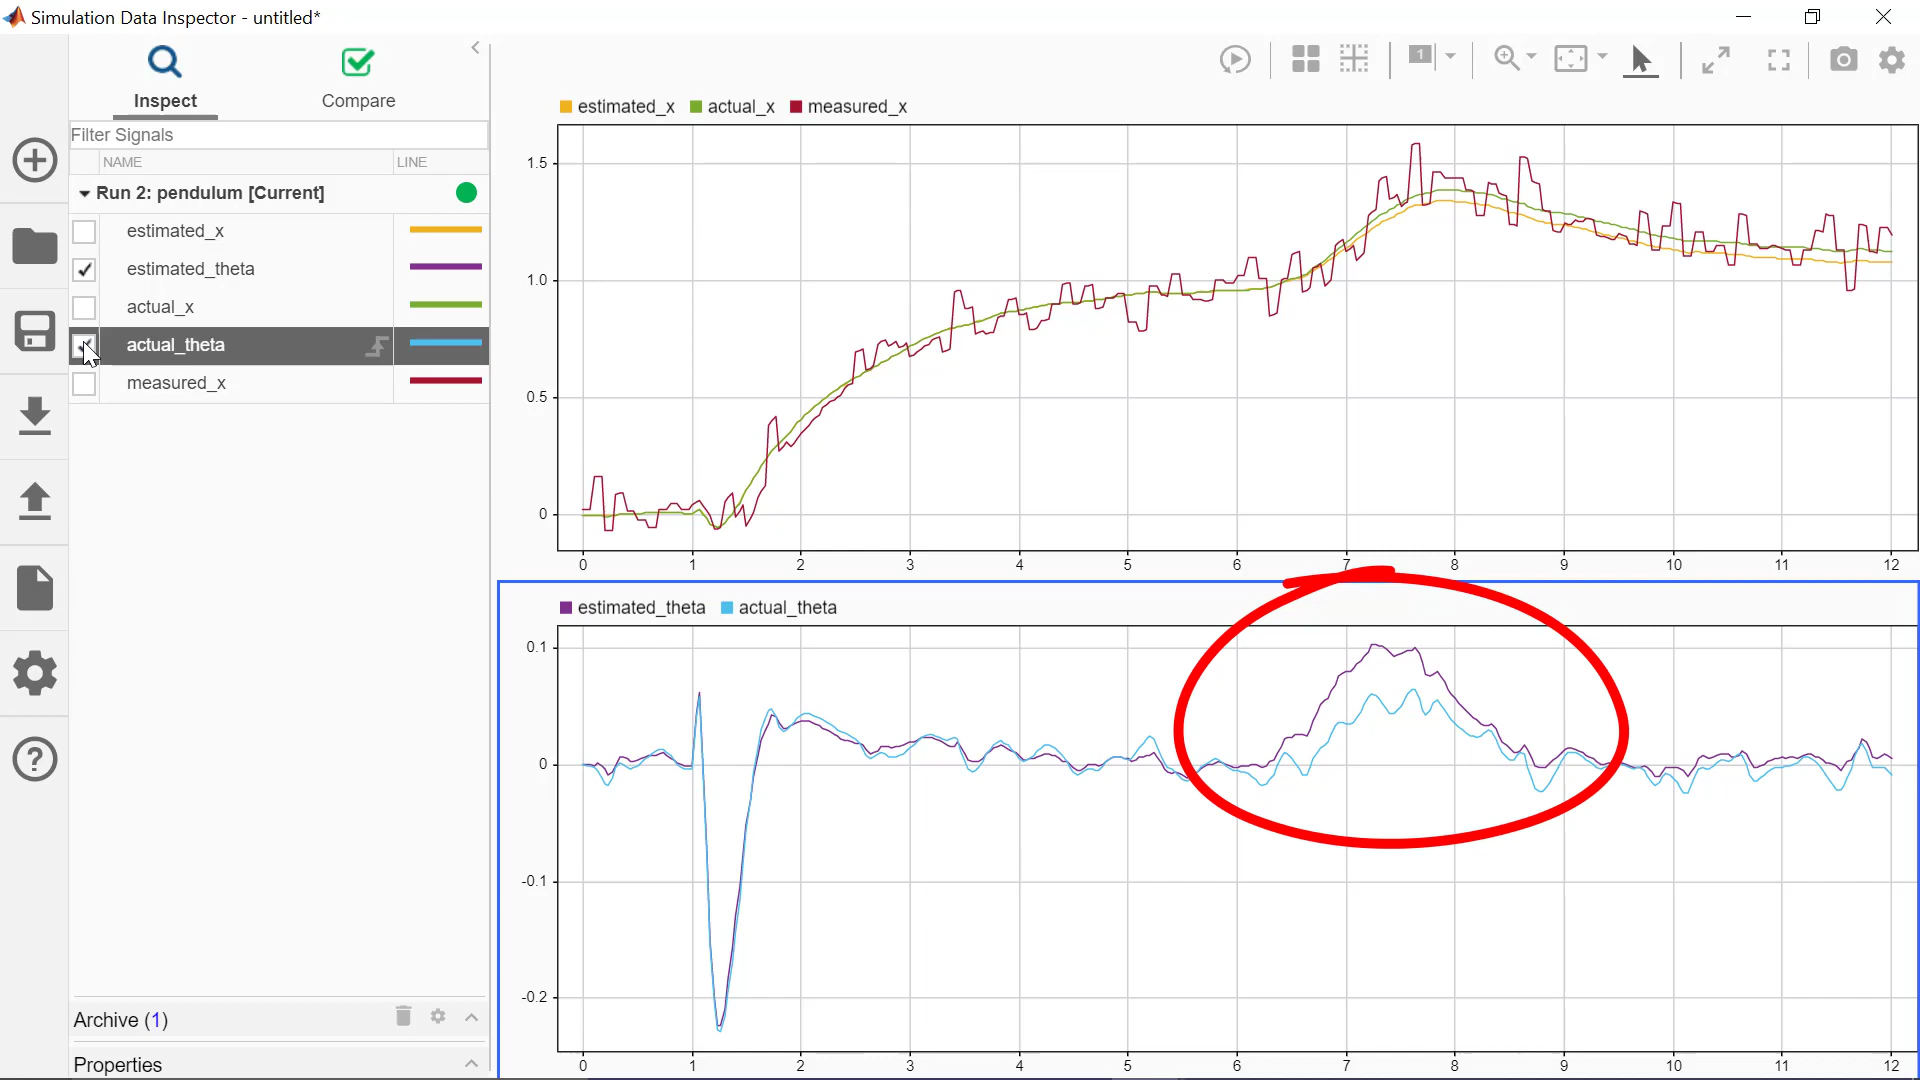 Simulation Data Inspector - untitled*
Inspect
Compare
Filter Signals
NAME LINE
Run 2: pendulum [Current]
estimated_x
estimated_theta
actual_x
actual_theta
measured_x
Archive (1)
Properties
1
estimated_x actual_x measured_x
1.5
1.0
0.5
0
0 1 2 3 4 5 6 7 8 9 10 11 12
estimated_theta actual_theta
0.1
0
-0.1
-0.2
0 1 2 3 4 5 6 7 8 9 10 11 12